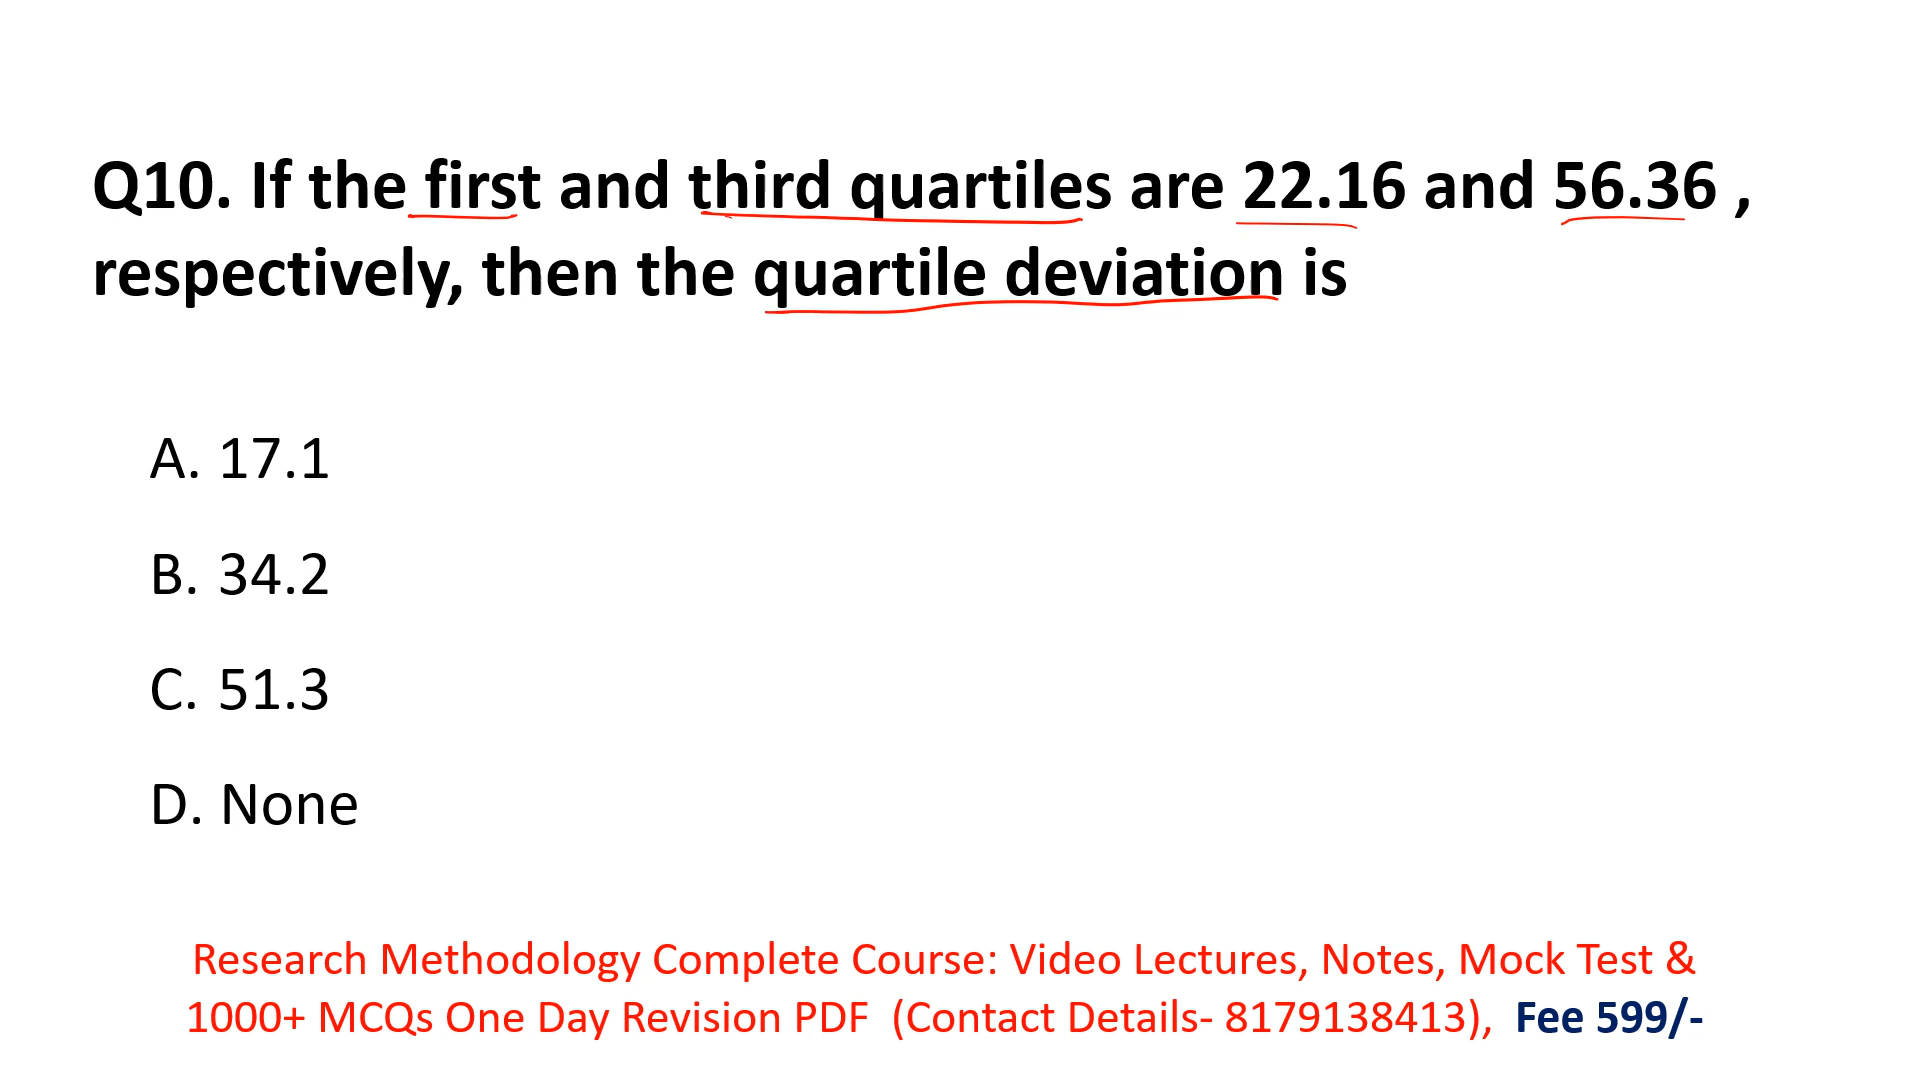 Q10. If the first and third quartiles are 22.16 and 56.36 ,
respectively, then the quartile deviation is
A. 17.1
B. 34.2
C. 51.3
D. None
Research Methodology Complete Course: Video Lectures, Notes, Mock Test &
1000+ MCQs One Day Revision PDF (Contact Details- 8179138413), Fee 599/-